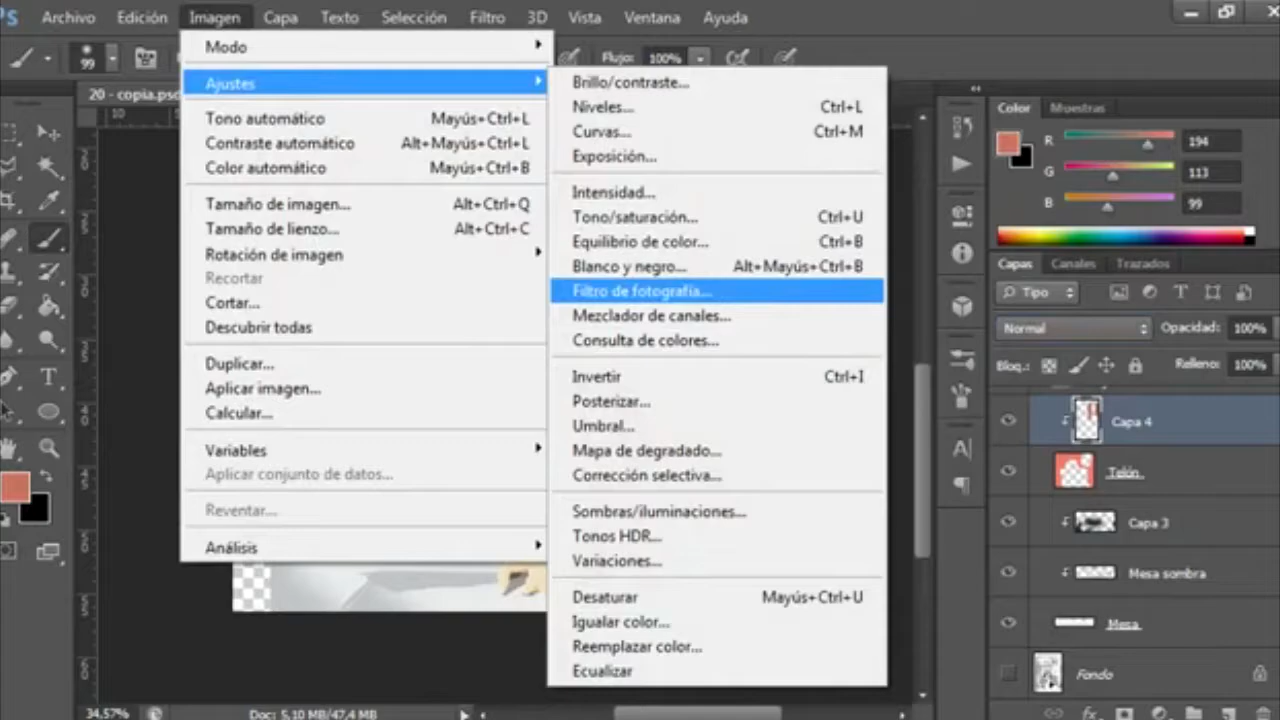 Ps
Archivo Edición Imagen Capa Texto Selección Filtro 3D Vista Ventana Ayuda
99
Flujo: 100%
20 - copia.psd
10
Modo
Ajustes
Tono automático Mayús+Ctrl+L
Contraste automático Alt+Mayús+Ctrl+L
Color automático Mayús+Ctrl+B
Tamaño de imagen... Alt+Ctrl+Q
Tamaño de lienzo... Alt+Ctrl+C
Rotación de imagen
Recortar
Cortar...
Descubrir todas
Duplicar...
Aplicar imagen...
Calcular...
Variables
Aplicar conjunto de datos...
Reventar...
Análisis
Brillo/contraste...
Niveles... Ctrl+L
Curvas... Ctrl+M
Exposición...
Intensidad...
Tono/saturación... Ctrl+U
Equilibrio de color... Ctrl+B
Blanco y negro... Alt+Mayús+Ctrl+B
Filtro de fotografía...
Mezclador de canales...
Consulta de colores...
Invertir Ctrl+I
Posterizar...
Umbral...
Mapa de degradado...
Corrección selectiva...
Sombras/iluminaciones...
Tonos HDR...
Variaciones...
Desaturar Mayús+Ctrl+U
Igualar color...
Reemplazar color...
Ecualizar
Color Muestras
R 194
G 113
B 99
Capas Canales Trazados
Tipo
Normal Opacidad: 100%
Bloq.: Relleno: 100%
Capa 4
Telón
Capa 3
Mesa sombra
Mesa
Fondo
34,57% Doc: 5,10 MB/47,4 MB